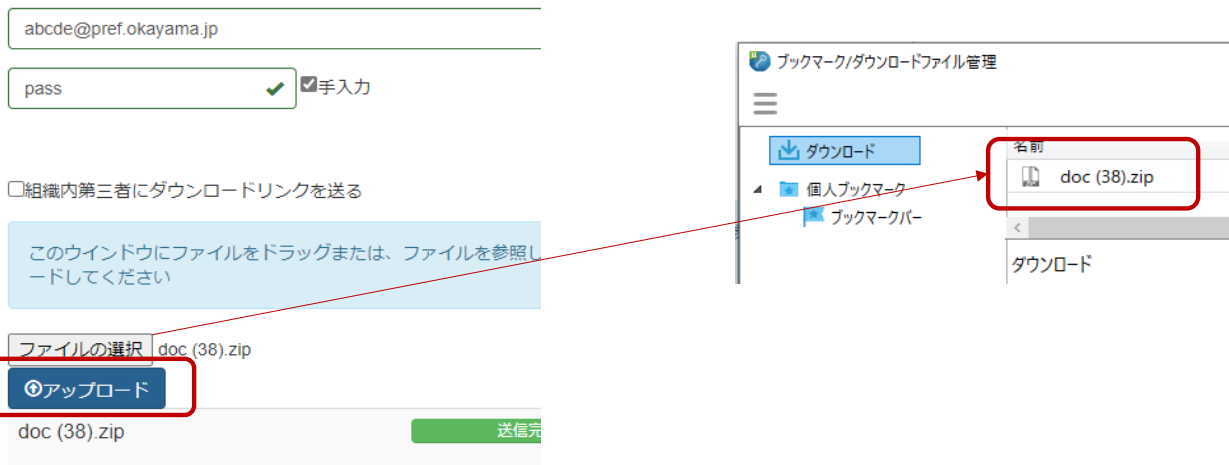 abcde@pref.okayama.jp
pass
手入力
組織内第三者にダウンロードリンクを送る
このウインドウにファイルをドラッグまたは、ファイルを参照し
ードしてください
ファイルの選択 doc (38).zip
アップロード
doc (38).zip
送信完
ブックマーク/ダウンロードファイル管理
ダウンロード
個人ブックマーク
ブックマークバー
名前
doc (38).zip
ダウンロード